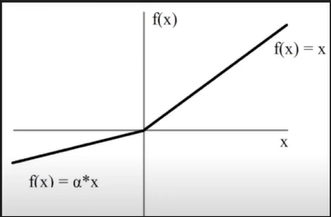 f(x)
f(x) = x
x
f(x) = α*x